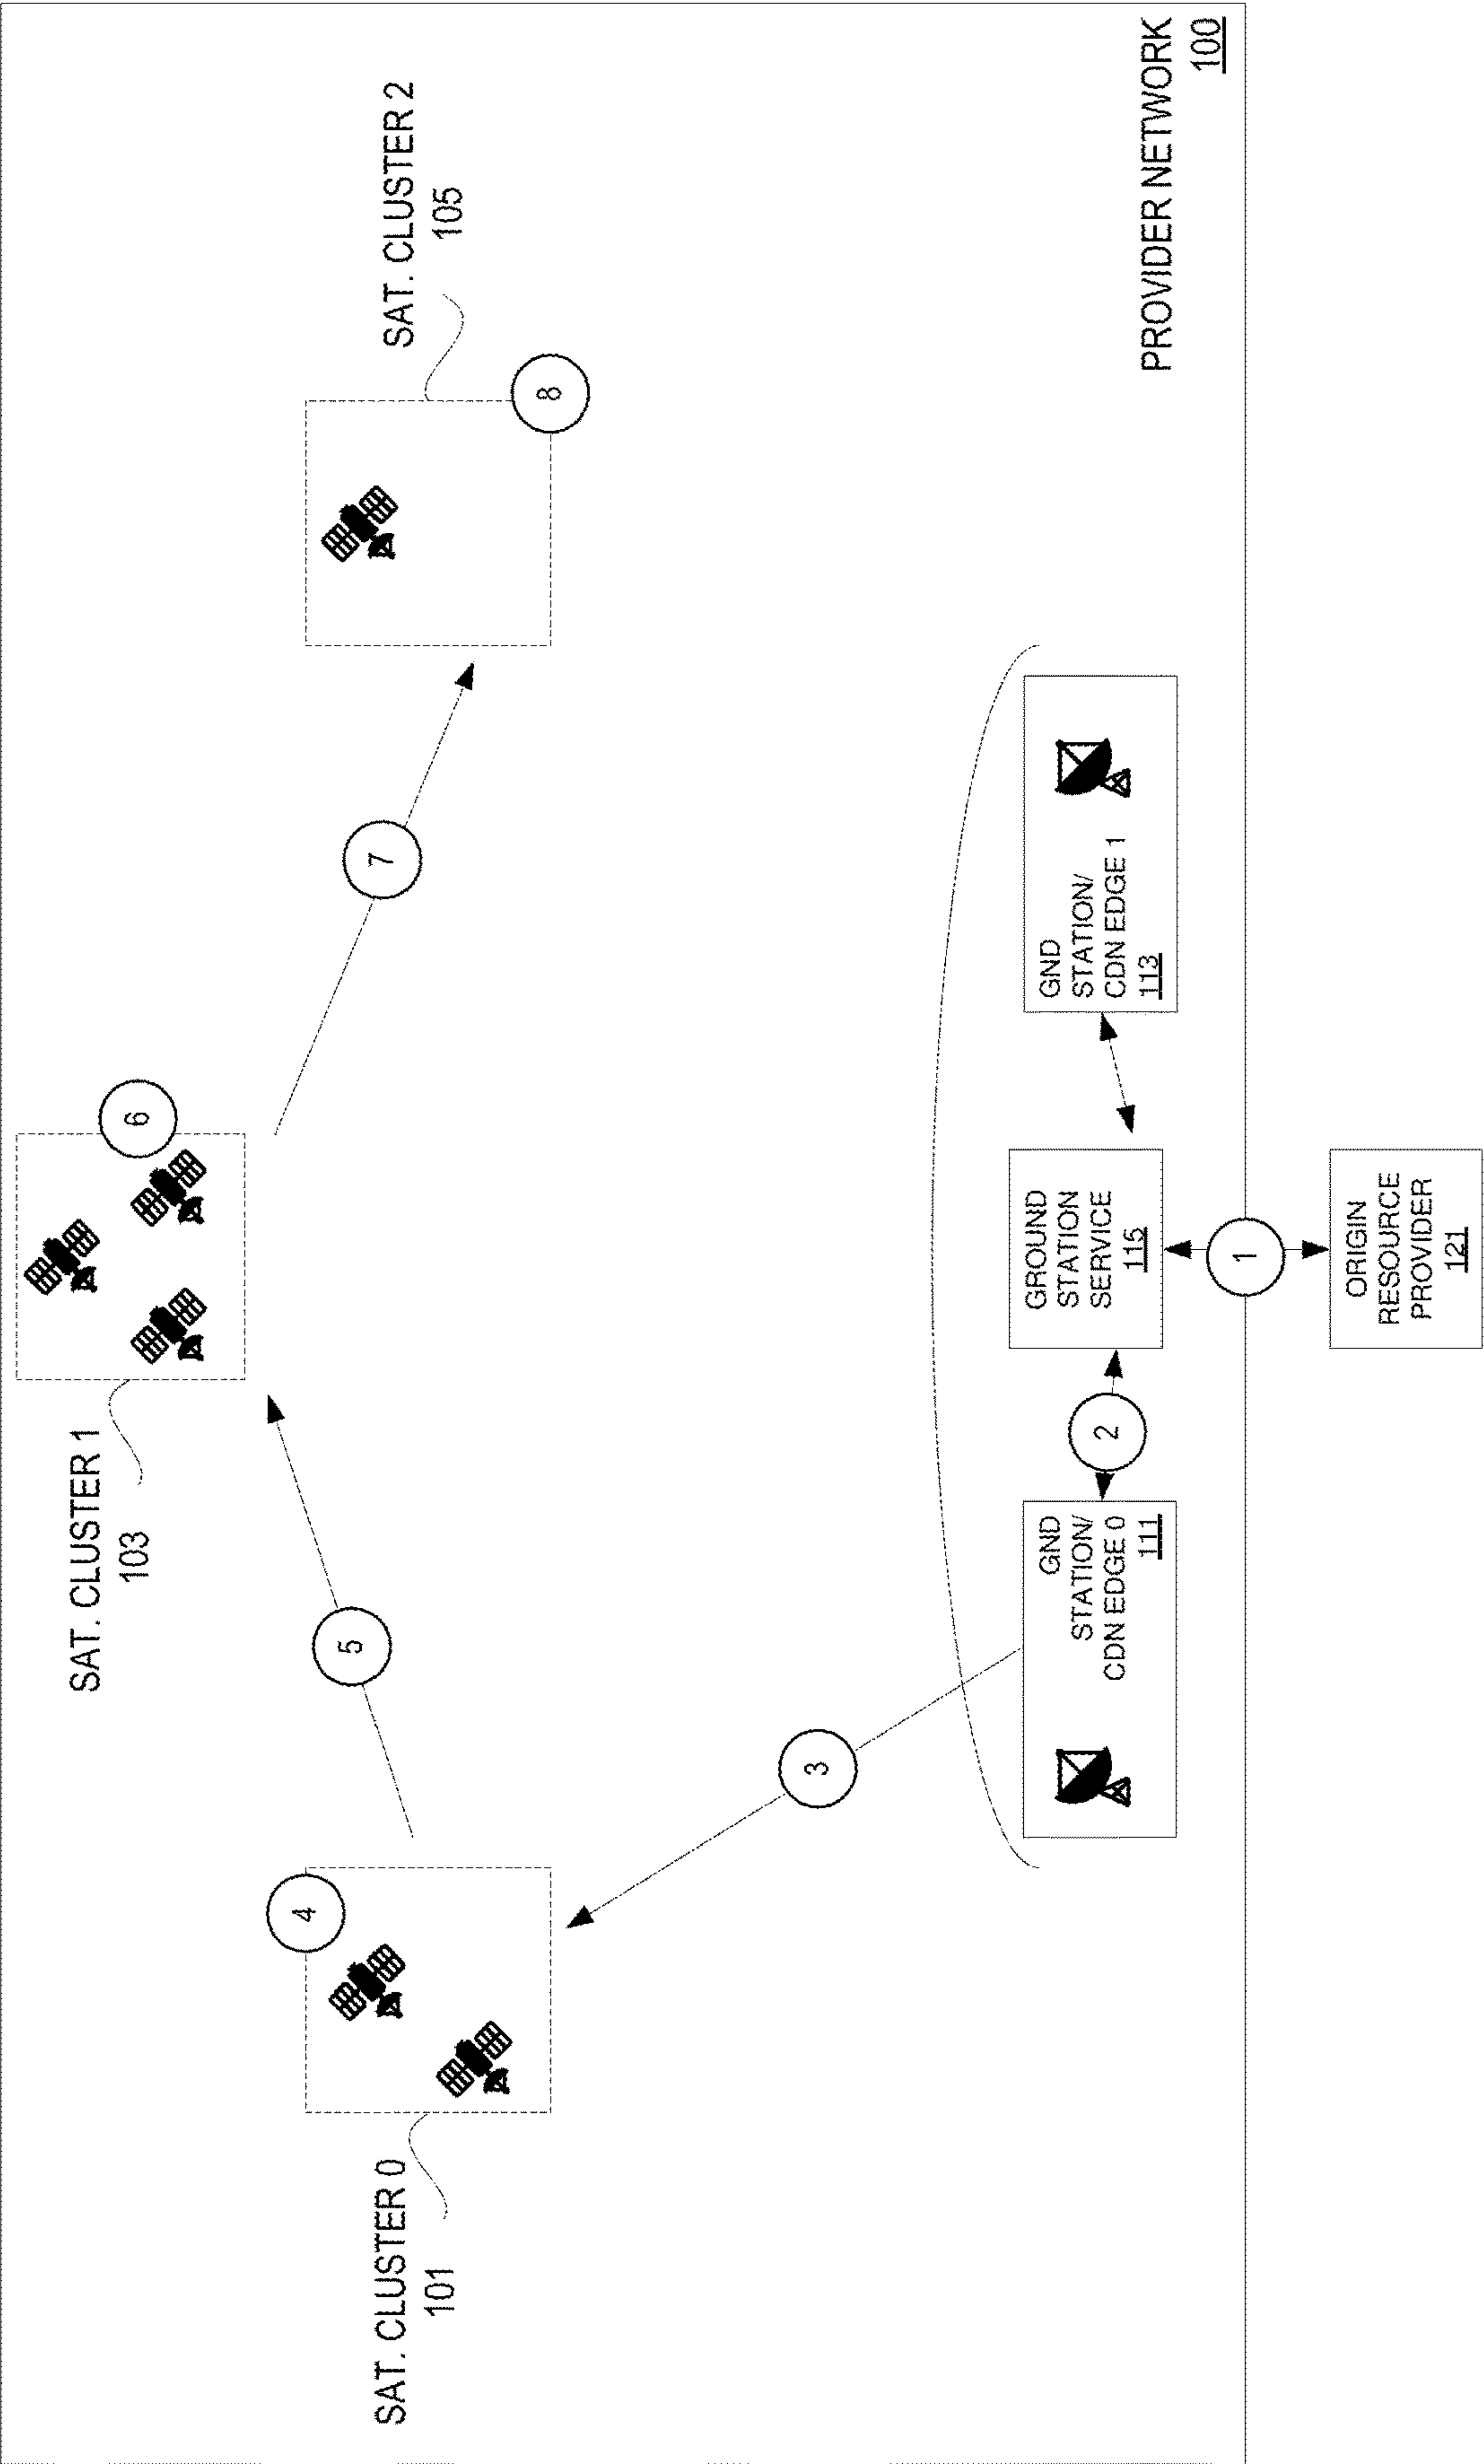 SAT. CLUSTER 1
103
6
SAT. CLUSTER 0
101
4
5
7
SAT. CLUSTER 2
105
8
3
GND
STATION/
CDN EDGE 0
111
2
GROUND
STATION
SERVICE
115
GND
STATION/
CDN EDGE 1
113
1
PROVIDER NETWORK
100
ORIGIN
RESOURCE
PROVIDER
121